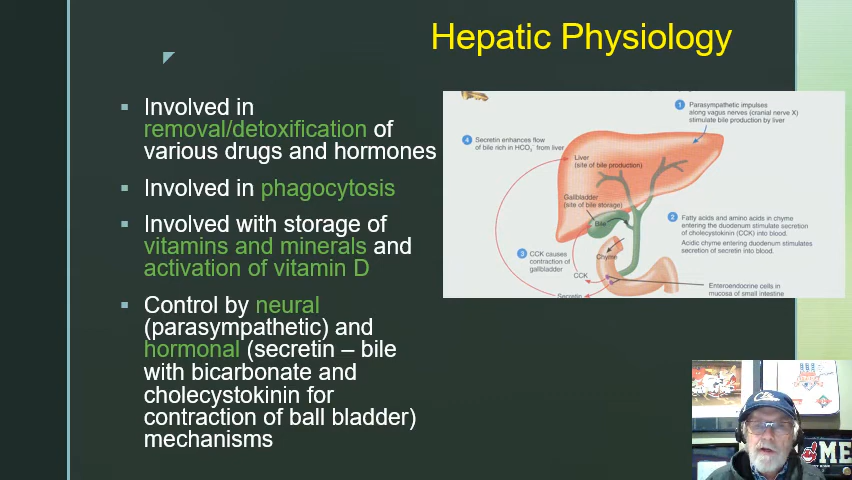 Hepatic Physiology
Involved in
removal/detoxification of
various drugs and hormones
Involved in phagocytosis
Involved with storage of
vitamins and minerals and
activation of vitamin D
Control by neural
(parasympathetic) and
hormonal (secretin – bile
with bicarbonate and
cholecystokinin for
contraction of ball bladder)
mechanisms
1 Parasympathetic impulses
along vagus nerves (cranial nerve X)
stimulate bile production by liver
4 Secretin enhances flow
of bile rich in HCO3⁻ from liver
Liver
(site of bile production)
Gallbladder
(site of bile storage)
Bile
2 Fatty acids and amino acids in chyme
entering the duodenum stimulate secretion
of cholecystokinin (CCK) into blood.
Acidic chyme entering duodenum stimulates
secretion of secretin into blood.
3 CCK causes
contraction of
gallbladder
Chyme
CCK
Secretin
Enteroendocrine cells in
mucosa of small intestine
ME